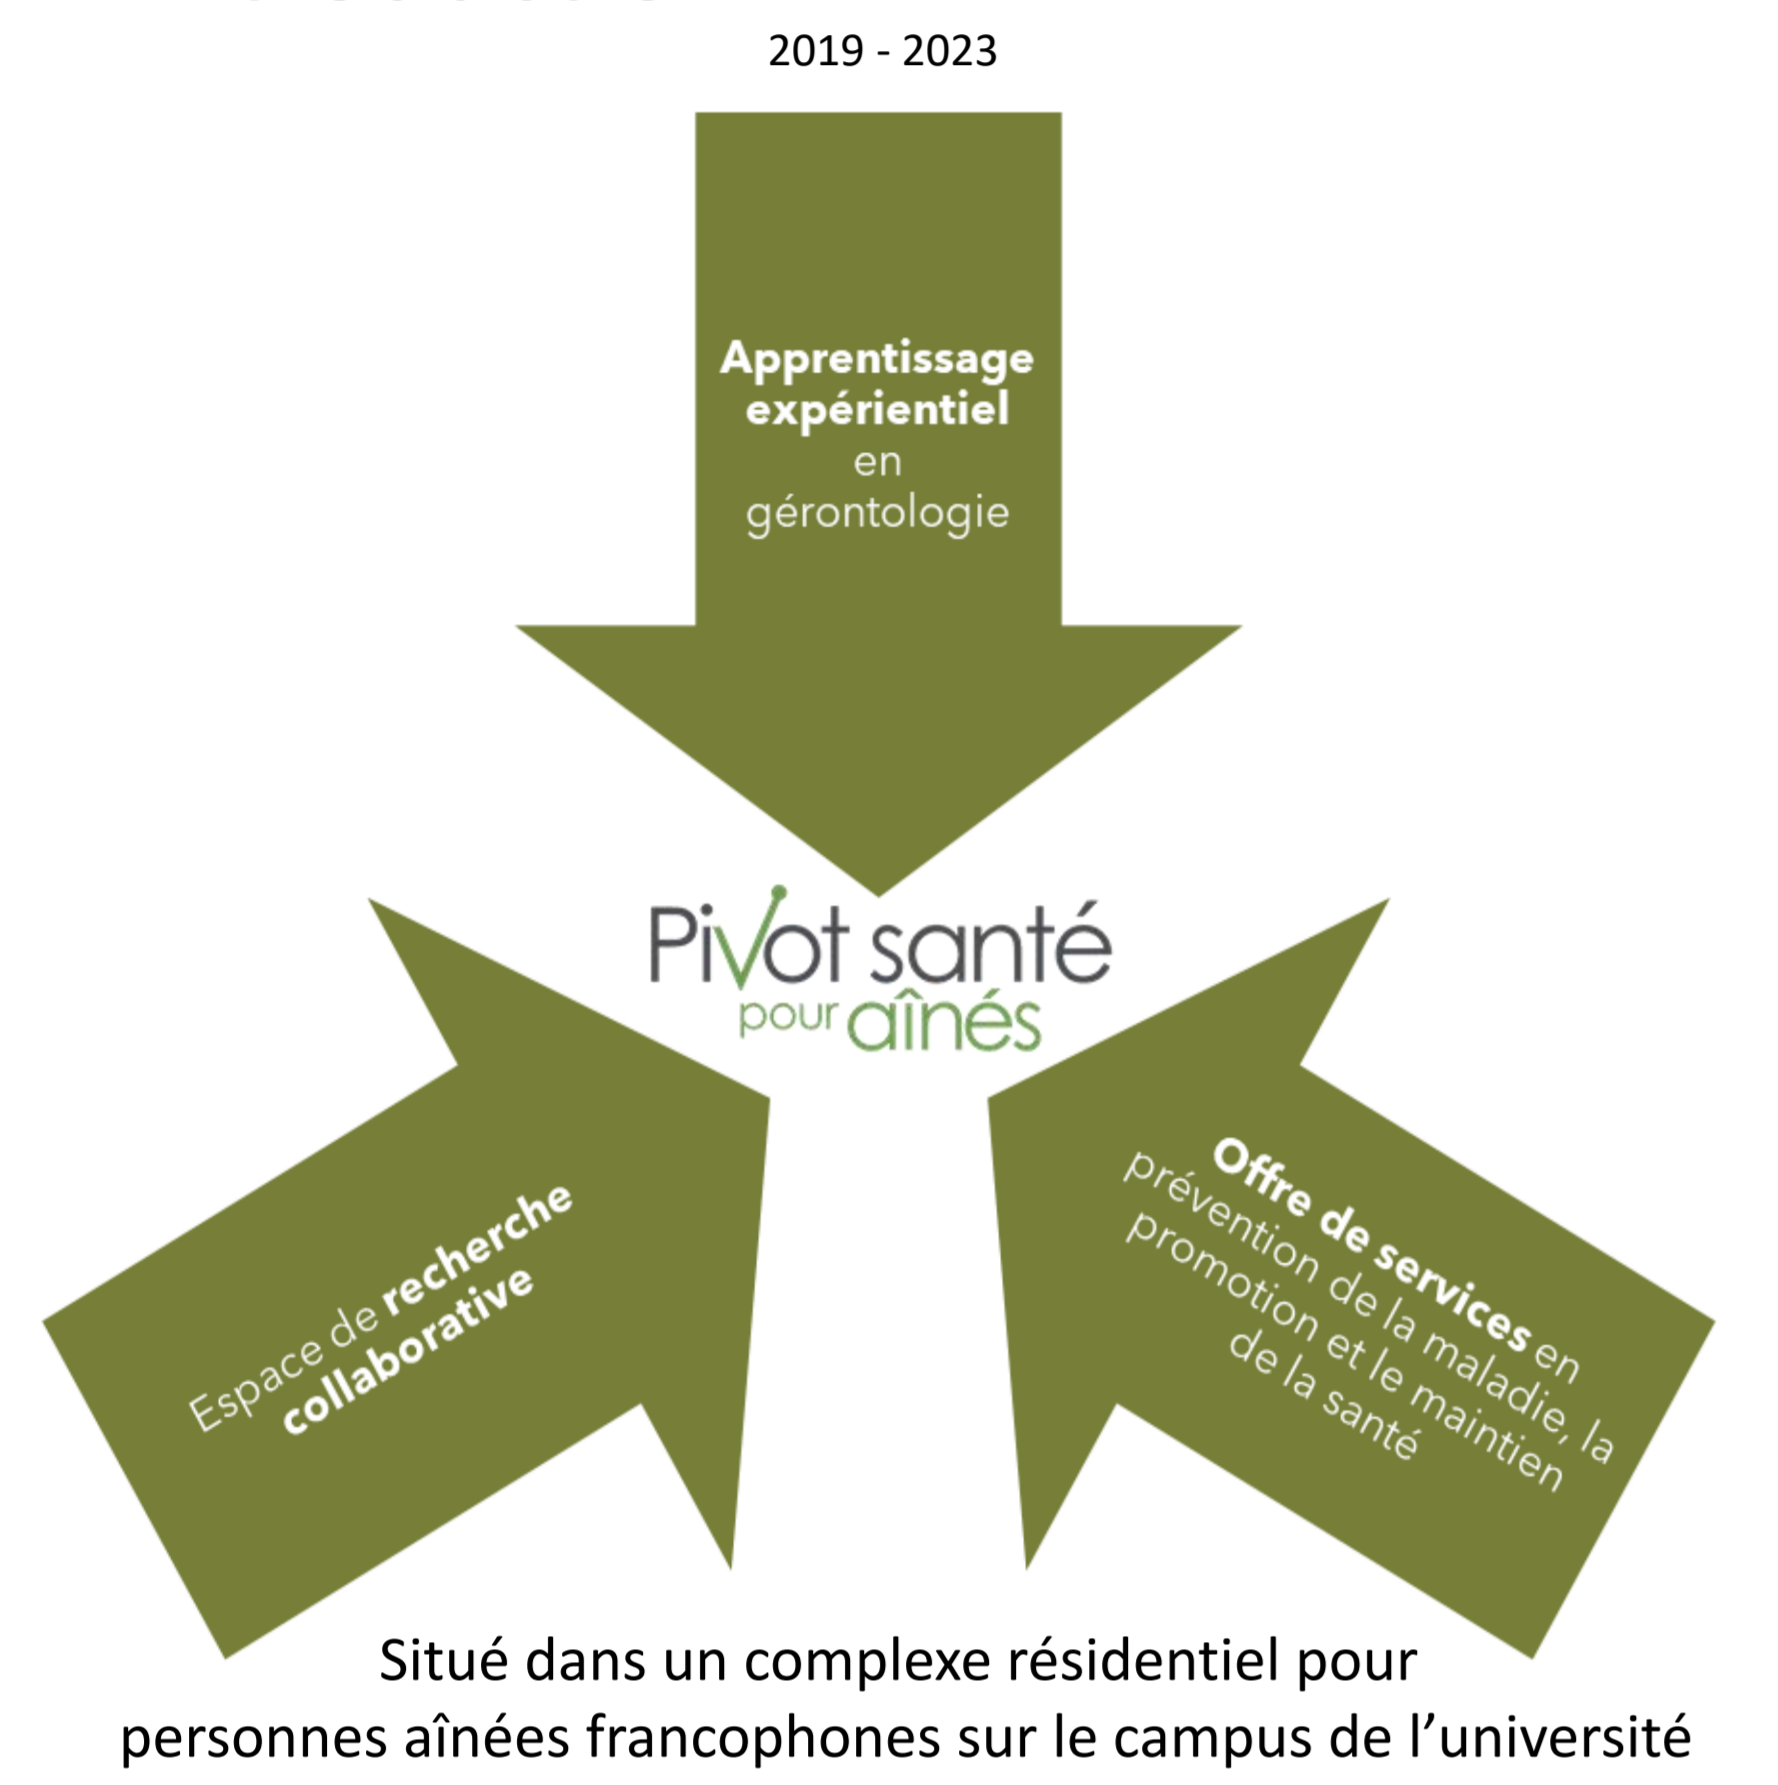 2019 - 2023
Apprentissage
expérientiel
en
gérontologie
Pivot santé
pour aînés
Espace de recherche
collaborative
Offre de services en
prévention de la maladie, la
promotion et le maintien
de la santé
Situé dans un complexe résidentiel pour
personnes aînées francophones sur le campus de l’université